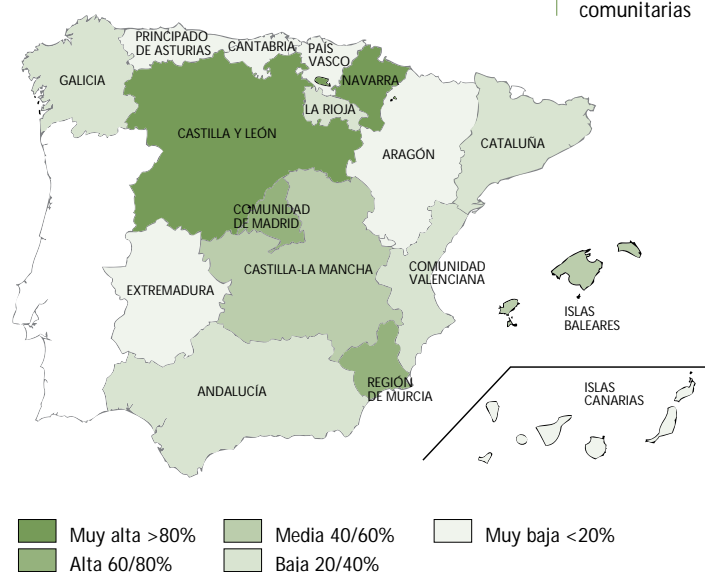 comunitarias
PRINCIPADO
DE ASTURIAS
CANTABRIA
PAÍS
VASCO
GALICIA
NAVARRA
LA RIOJA
CASTILLA Y LEÓN
ARAGÓN
CATALUÑA
COMUNIDAD
DE MADRID
CASTILLA-LA MANCHA
COMUNIDAD
VALENCIANA
EXTREMADURA
ISLAS
BALEARES
ANDALUCÍA
REGIÓN
DE MURCIA
ISLAS
CANARIAS
Muy alta >80%
Media 40/60%
Muy baja <20%
Alta 60/80%
Baja 20/40%